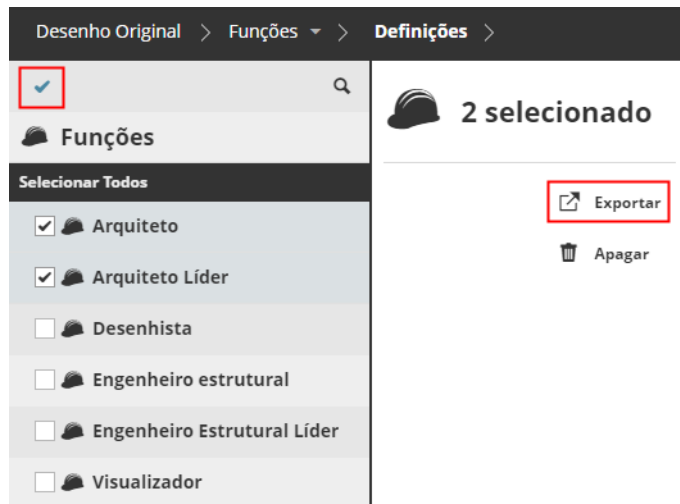 Desenho Original > Funções > Definições >
Funções
Selecionar Todos
Arquiteto
Arquiteto Líder
Desenhista
Engenheiro estrutural
Engenheiro Estrutural Líder
Visualizador
2 selecionado
Exportar
Apagar